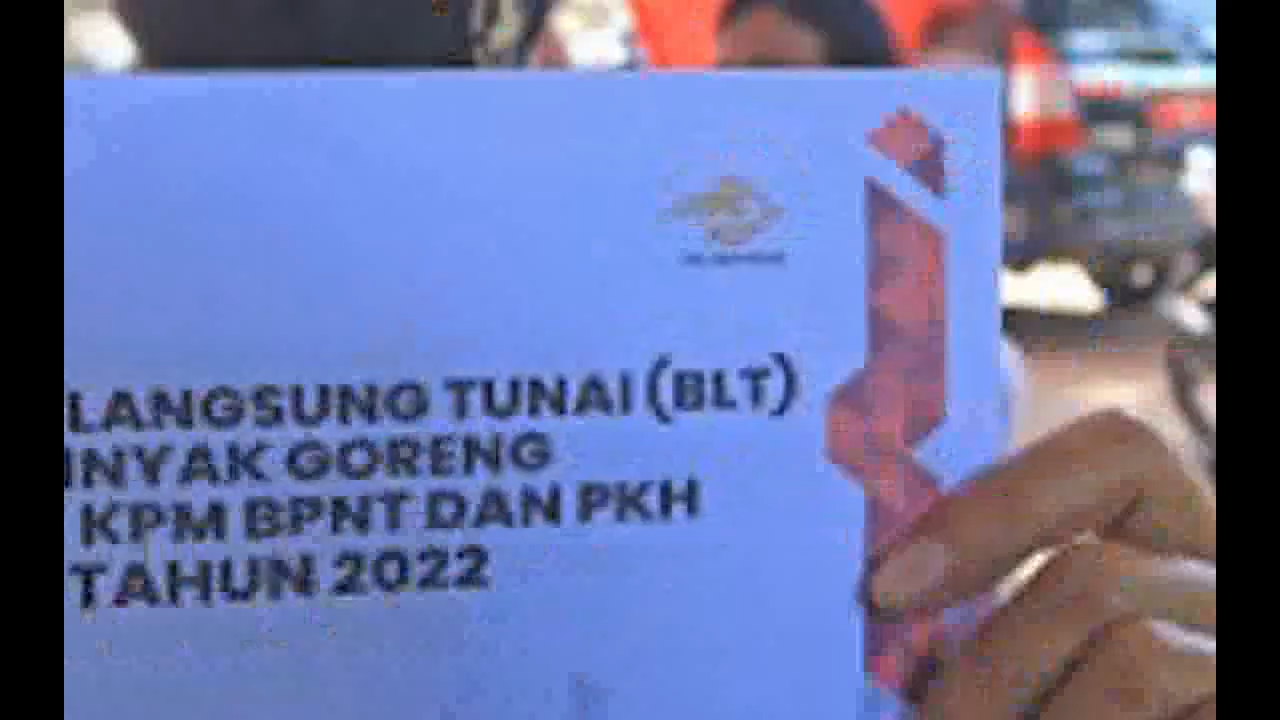 LANGSUNG TUNAI (BLT)
INYAK GORENG
KPM BPNT DAN PKH
TAHUN 2022